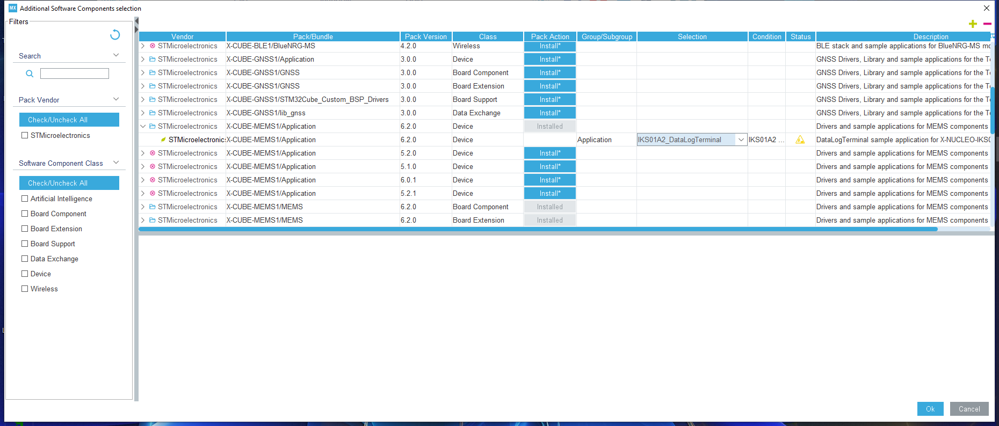 MX Additional Software Components selection
Filters
Search
Pack Vendor
Check/Uncheck All
STMicroelectronics
Software Component Class
Check/Uncheck All
Artificial Intelligence
Board Component
Board Extension
Board Support
Data Exchange
Device
Wireless
Vendor Pack/Bundle Pack Version Class Pack Action Group/Subgroup Selection Condition Status Description
STMicroelectronics X-CUBE-BLE1/BlueNRG-MS 4.2.0 Wireless Install* BLE stack and sample applications for BlueNRG-MS mo
STMicroelectronics X-CUBE-GNSS1/Application 3.0.0 Device Install* GNSS Drivers, Library and sample applications for the Te
STMicroelectronics X-CUBE-GNSS1/GNSS 3.0.0 Board Component Install* GNSS Drivers, Library and sample applications for the Te
STMicroelectronics X-CUBE-GNSS1/GNSS 3.0.0 Board Extension Install* GNSS Drivers, Library and sample applications for the Te
STMicroelectronics X-CUBE-GNSS1/STM32Cube_Custom_BSP_Drivers 3.0.0 Board Support Install* GNSS Drivers, Library and sample applications for the Te
STMicroelectronics X-CUBE-GNSS1/lib_gnss 3.0.0 Data Exchange Install* GNSS Drivers, Library and sample applications for the Te
STMicroelectronics X-CUBE-MEMS1/Application 6.2.0 Device Installed Drivers and sample applications for MEMS components
STMicroelectronics X-CUBE-MEMS1/Application 6.2.0 Device Application IKS01A2_DataLogTerminal IKS01A2 ... DataLogTerminal sample application for X-NUCLEO-IKS0
STMicroelectronics X-CUBE-MEMS1/Application 5.2.0 Device Install* Drivers and sample applications for MEMS components
STMicroelectronics X-CUBE-MEMS1/Application 5.1.0 Device Install* Drivers and sample applications for MEMS components
STMicroelectronics X-CUBE-MEMS1/Application 6.0.1 Device Install* Drivers and sample applications for MEMS components
STMicroelectronics X-CUBE-MEMS1/Application 5.2.1 Device Install* Drivers and sample applications for MEMS components
STMicroelectronics X-CUBE-MEMS1/MEMS 6.2.0 Board Component Installed Drivers and sample applications for MEMS components
STMicroelectronics X-CUBE-MEMS1/MEMS 6.2.0 Board Extension Installed Drivers and sample applications for MEMS components
Ok Cancel